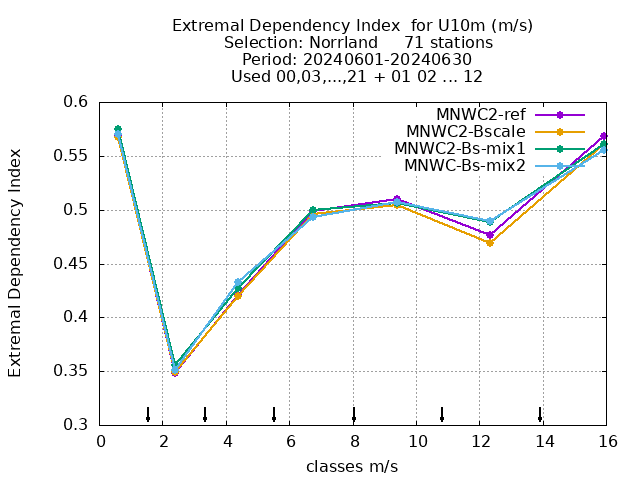 Extremal Dependency Index  for U10m (m/s)
Selection: Norrland     71 stations
Period: 20240601-20240630
Used 00,03,...,21 + 01 02 ... 12
MNWC2-ref
MNWC2-Bscale
MNWC2-Bs-mix1
MNWC-Bs-mix2
Extremal Dependency Index
0.6
0.55
0.5
0.45
0.4
0.35
0.3
0 2 4 6 8 10 12 14 16
classes m/s